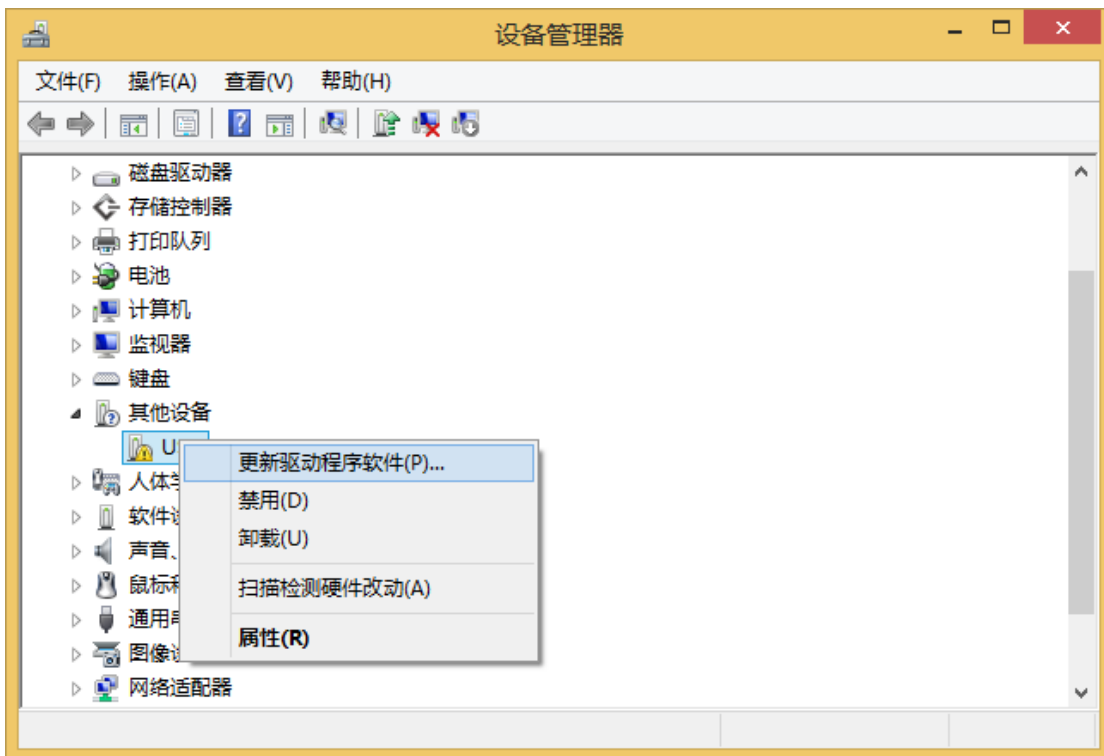 设备管理器
文件(F) 操作(A) 查看(V) 帮助(H)
磁盘驱动器
存储控制器
打印队列
电池
计算机
监视器
键盘
其他设备
U
更新驱动程序软件(P)...
人体
禁用(D)
软件
卸载(U)
声音、
扫描检测硬件改动(A)
鼠标
通用
属性(R)
图像
网络适配器